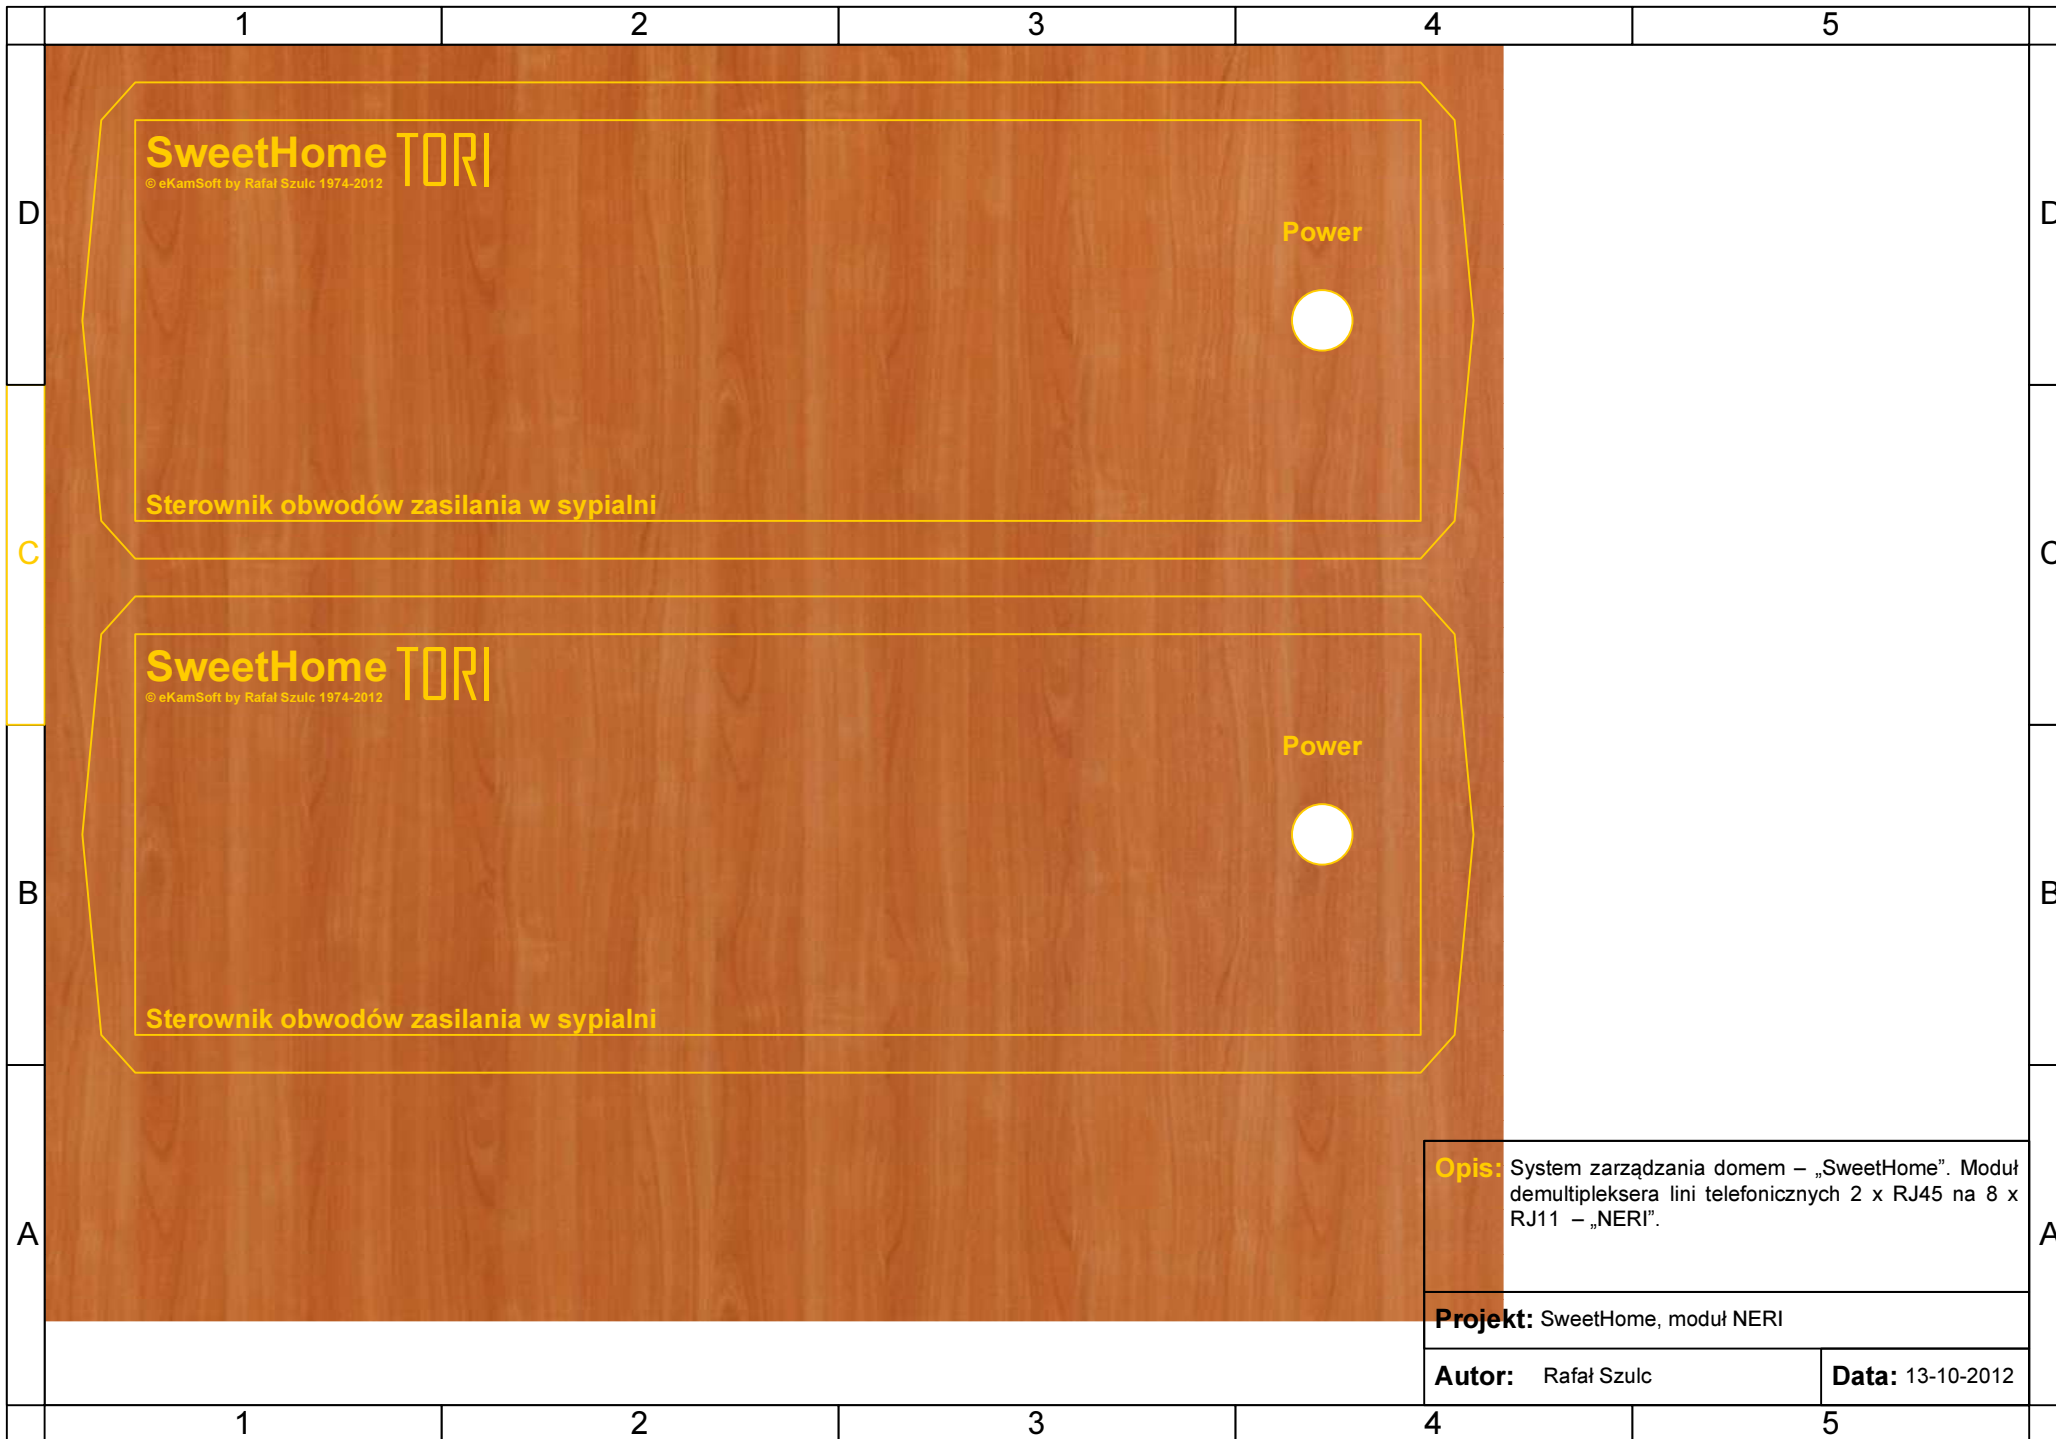 1 2 3 4 5
SweetHome TORI
© eKamSoft by Rafał Szulc 1974-2012
D D
Power
Sterownik obwodów zasilania w sypialni
C C
SweetHome TORI
© eKamSoft by Rafał Szulc 1974-2012
Power
B B
Sterownik obwodów zasilania w sypialni
Opis: System zarządzania domem – „SweetHome”. Moduł
demultipleksera lini telefonicznych 2 x RJ45 na 8 x
RJ11 – „NERI”.
A A
Projekt: SweetHome, moduł NERI
Autor: Rafał Szulc Data: 13-10-2012
1 2 3 4 5